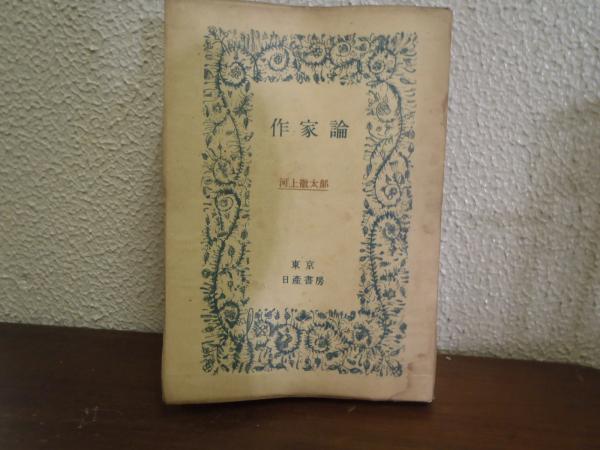 作家論
河上徹太郎
東京
日産書房